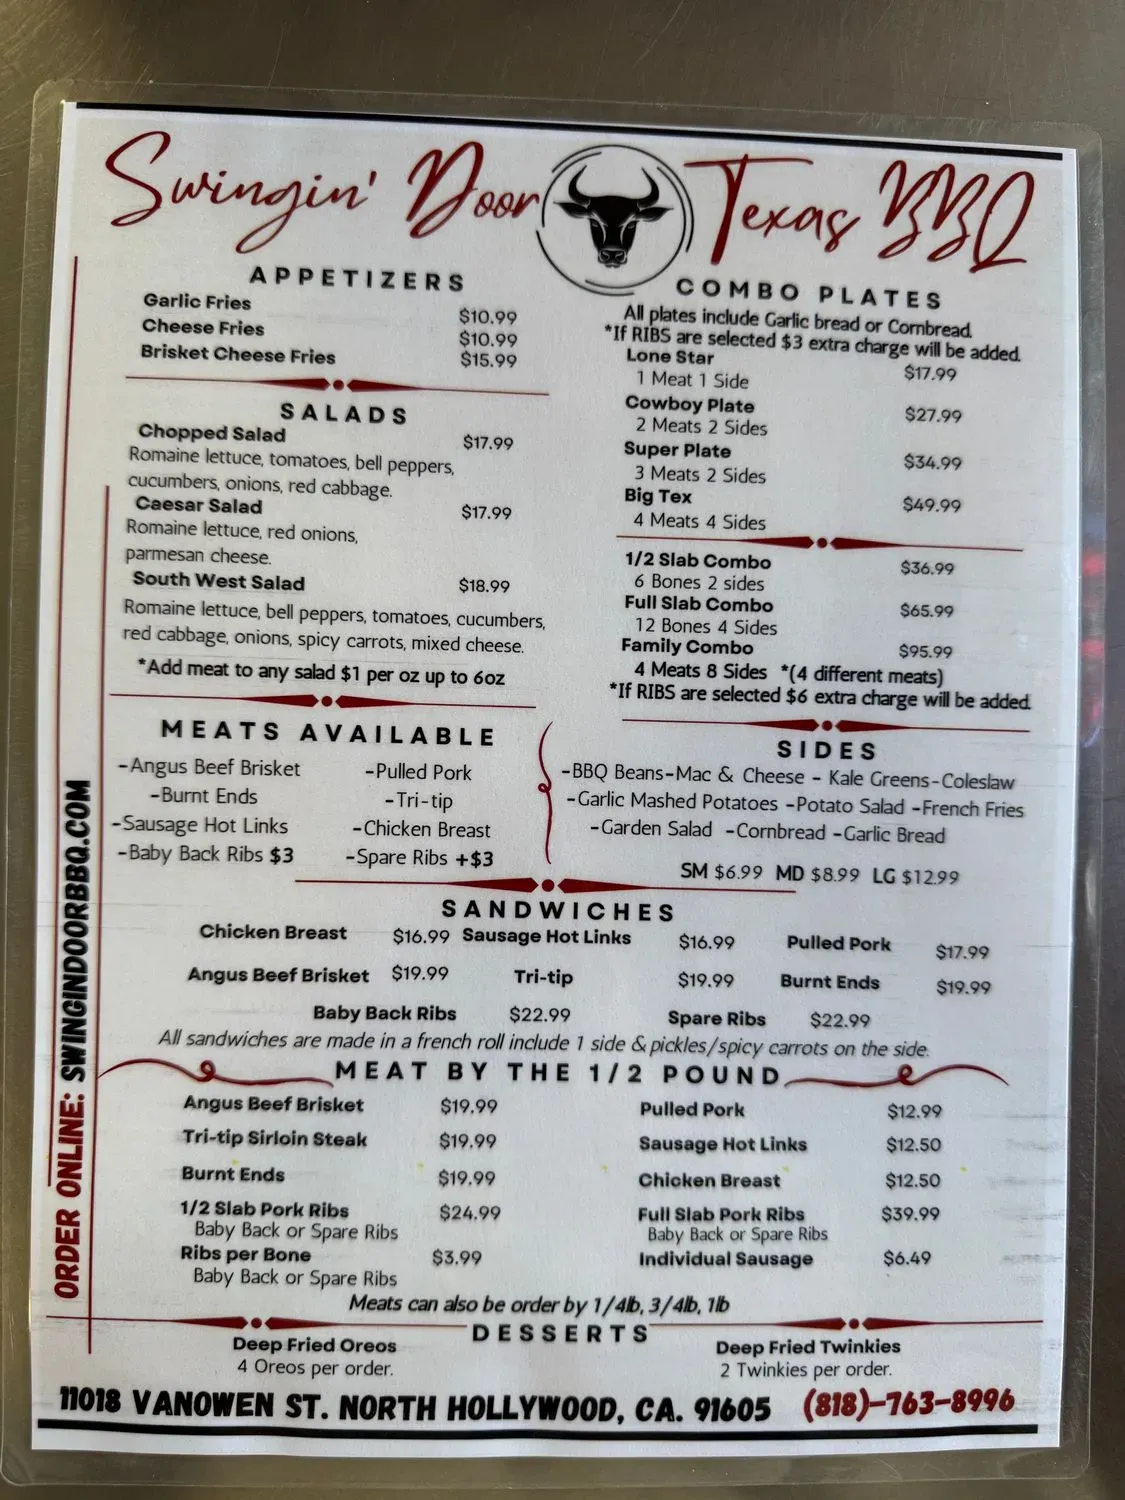 Swingin' Door Texas BBQ
APPETIZERS
Garlic Fries $10.99
Cheese Fries $10.99
Brisket Cheese Fries $15.99
SALADS
Chopped Salad $17.99
Romaine lettuce, tomatoes, bell peppers,
cucumbers, onions, red cabbage.
Caesar Salad $17.99
Romaine lettuce, red onions,
parmesan cheese.
South West Salad $18.99
Romaine lettuce, bell peppers, tomatoes, cucumbers,
red cabbage, onions, spicy carrots, mixed cheese.
*Add meat to any salad $1 per oz up to 6oz
COMBO PLATES
All plates include Garlic bread or Cornbread.
*If RIBS are selected $3 extra charge will be added.
Lone Star $17.99
1 Meat 1 Side
Cowboy Plate $27.99
2 Meats 2 Sides
Super Plate $34.99
3 Meats 2 Sides
Big Tex $49.99
4 Meats 4 Sides
1/2 Slab Combo $36.99
6 Bones 2 sides
Full Slab Combo $65.99
12 Bones 4 Sides
Family Combo $95.99
4 Meats 8 Sides *(4 different meats)
*If RIBS are selected $6 extra charge will be added.
MEATS AVAILABLE
-Angus Beef Brisket -Pulled Pork
-Burnt Ends -Tri-tip
-Sausage Hot Links -Chicken Breast
-Baby Back Ribs $3 -Spare Ribs +$3
SIDES
-BBQ Beans-Mac & Cheese - Kale Greens-Coleslaw
-Garlic Mashed Potatoes -Potato Salad -French Fries
-Garden Salad -Cornbread -Garlic Bread
SM $6.99 MD $8.99 LG $12.99
SANDWICHES
Chicken Breast $16.99 Sausage Hot Links $16.99 Pulled Pork $17.99
Angus Beef Brisket $19.99 Tri-tip $19.99 Burnt Ends $19.99
Baby Back Ribs $22.99 Spare Ribs $22.99
All sandwiches are made in a french roll include 1 side & pickles/spicy carrots on the side.
MEAT BY THE 1/2 POUND
Angus Beef Brisket $19.99 Pulled Pork $12.99
Tri-tip Sirloin Steak $19.99 Sausage Hot Links $12.50
Burnt Ends $19.99 Chicken Breast $12.50
1/2 Slab Pork Ribs $24.99 Full Slab Pork Ribs $39.99
Baby Back or Spare Ribs Baby Back or Spare Ribs
Ribs per Bone $3.99 Individual Sausage $6.49
Baby Back or Spare Ribs
Meats can also be order by 1/4lb, 3/4lb, 1lb
DESSERTS
Deep Fried Oreos Deep Fried Twinkies
4 Oreos per order. 2 Twinkies per order.
11018 VANOWEN ST. NORTH HOLLYWOOD, CA. 91605 (818)-763-8996
ORDER ONLINE: SWINGINDOORBBQ.COM